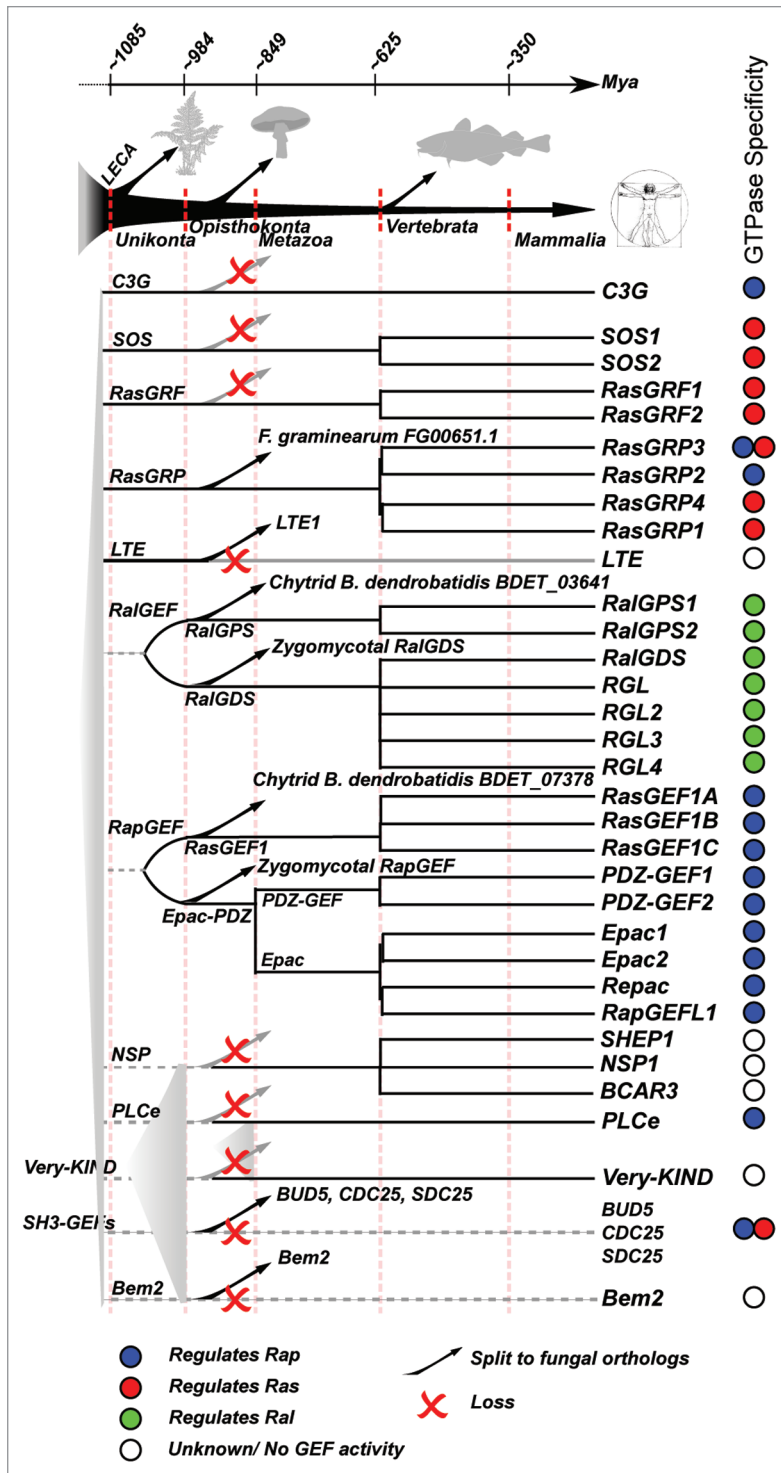 ~1085
~984
~849
~625
~350
Mya
GTPase Specificity
LECA
Unikonta
Opisthokonta
Metazoa
Vertebrata
Mammalia
C3G
C3G
SOS
SOS1
SOS2
RasGRF
RasGRF1
RasGRF2
F. graminearum FG00651.1
RasGRP
RasGRP3
RasGRP2
RasGRP4
RasGRP1
LTE1
LTE
LTE
Chytrid B. dendrobatidis BDET_03641
RalGEF
RalGPS
RalGPS1
RalGPS2
Zygomycotal RalGDS
RalGDS
RalGDS
RGL
RGL2
RGL3
RGL4
Chytrid B. dendrobatidis BDET_07378
RapGEF
RasGEF1
RasGEF1A
RasGEF1B
RasGEF1C
Zygomycotal RapGEF
Epac-PDZ
PDZ-GEF
PDZ-GEF1
PDZ-GEF2
Epac
Epac1
Epac2
Repac
RapGEFL1
NSP
SHEP1
NSP1
BCAR3
PLCe
PLCe
Very-KIND
Very-KIND
SH3-GEFs
BUD5, CDC25, SDC25
BUD5
CDC25
SDC25
Bem2
Bem2
Bem2
Regulates Rap
Regulates Ras
Regulates Ral
Unknown/ No GEF activity
Split to fungal orthologs
Loss